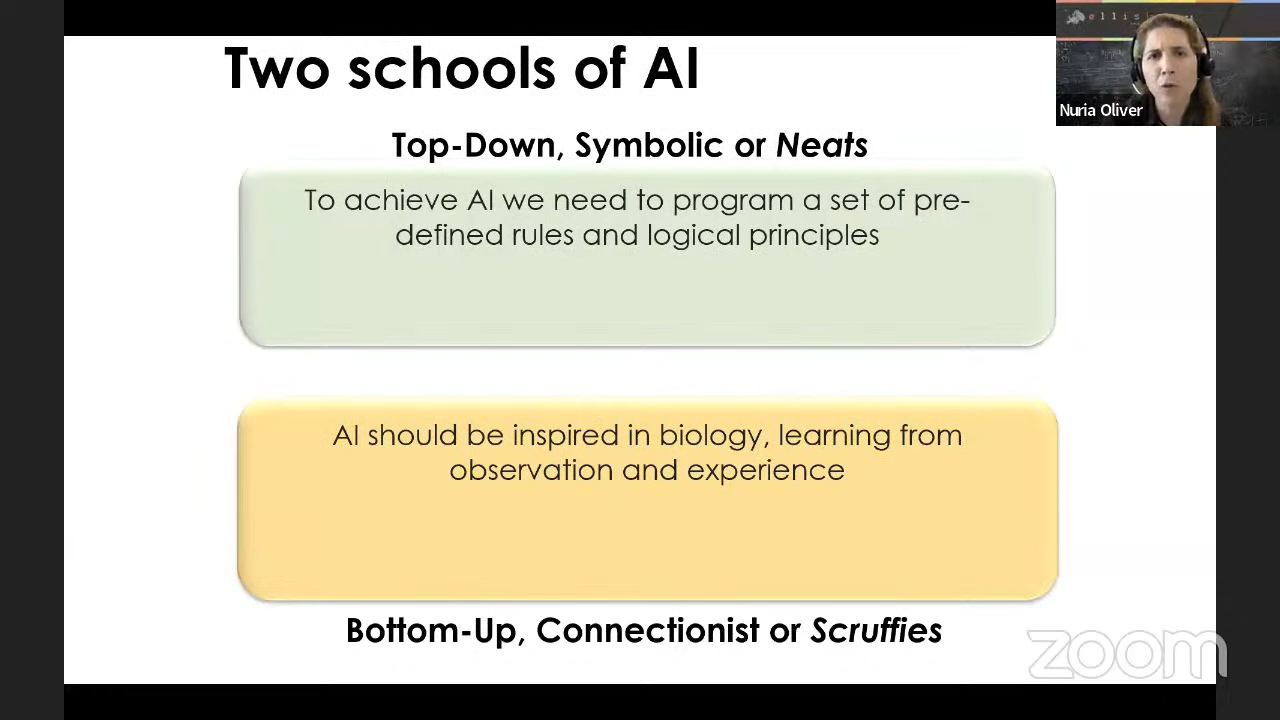 Two schools of AI
ellis
Nuria Oliver
Top-Down, Symbolic or Neats
To achieve AI we need to program a set of pre-
defined rules and logical principles
AI should be inspired in biology, learning from
observation and experience
Bottom-Up, Connectionist or Scruffies
zoom